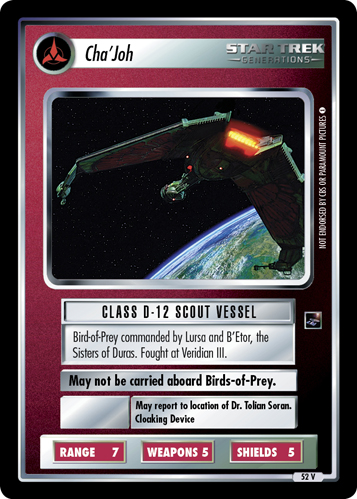 Cha'Joh
STAR TREK
GENERATIONS
NOT ENDORSED BY CBS OR PARAMOUNT PICTURES
CLASS D-12 SCOUT VESSEL
Bird-of-Prey commanded by Lursa and B'Etor, the
Sisters of Duras. Fought at Veridian III.
May not be carried aboard Birds-of-Prey.
May report to location of Dr. Tolian Soran.
Cloaking Device
RANGE 7 WEAPONS 5 SHIELDS 5
52 V